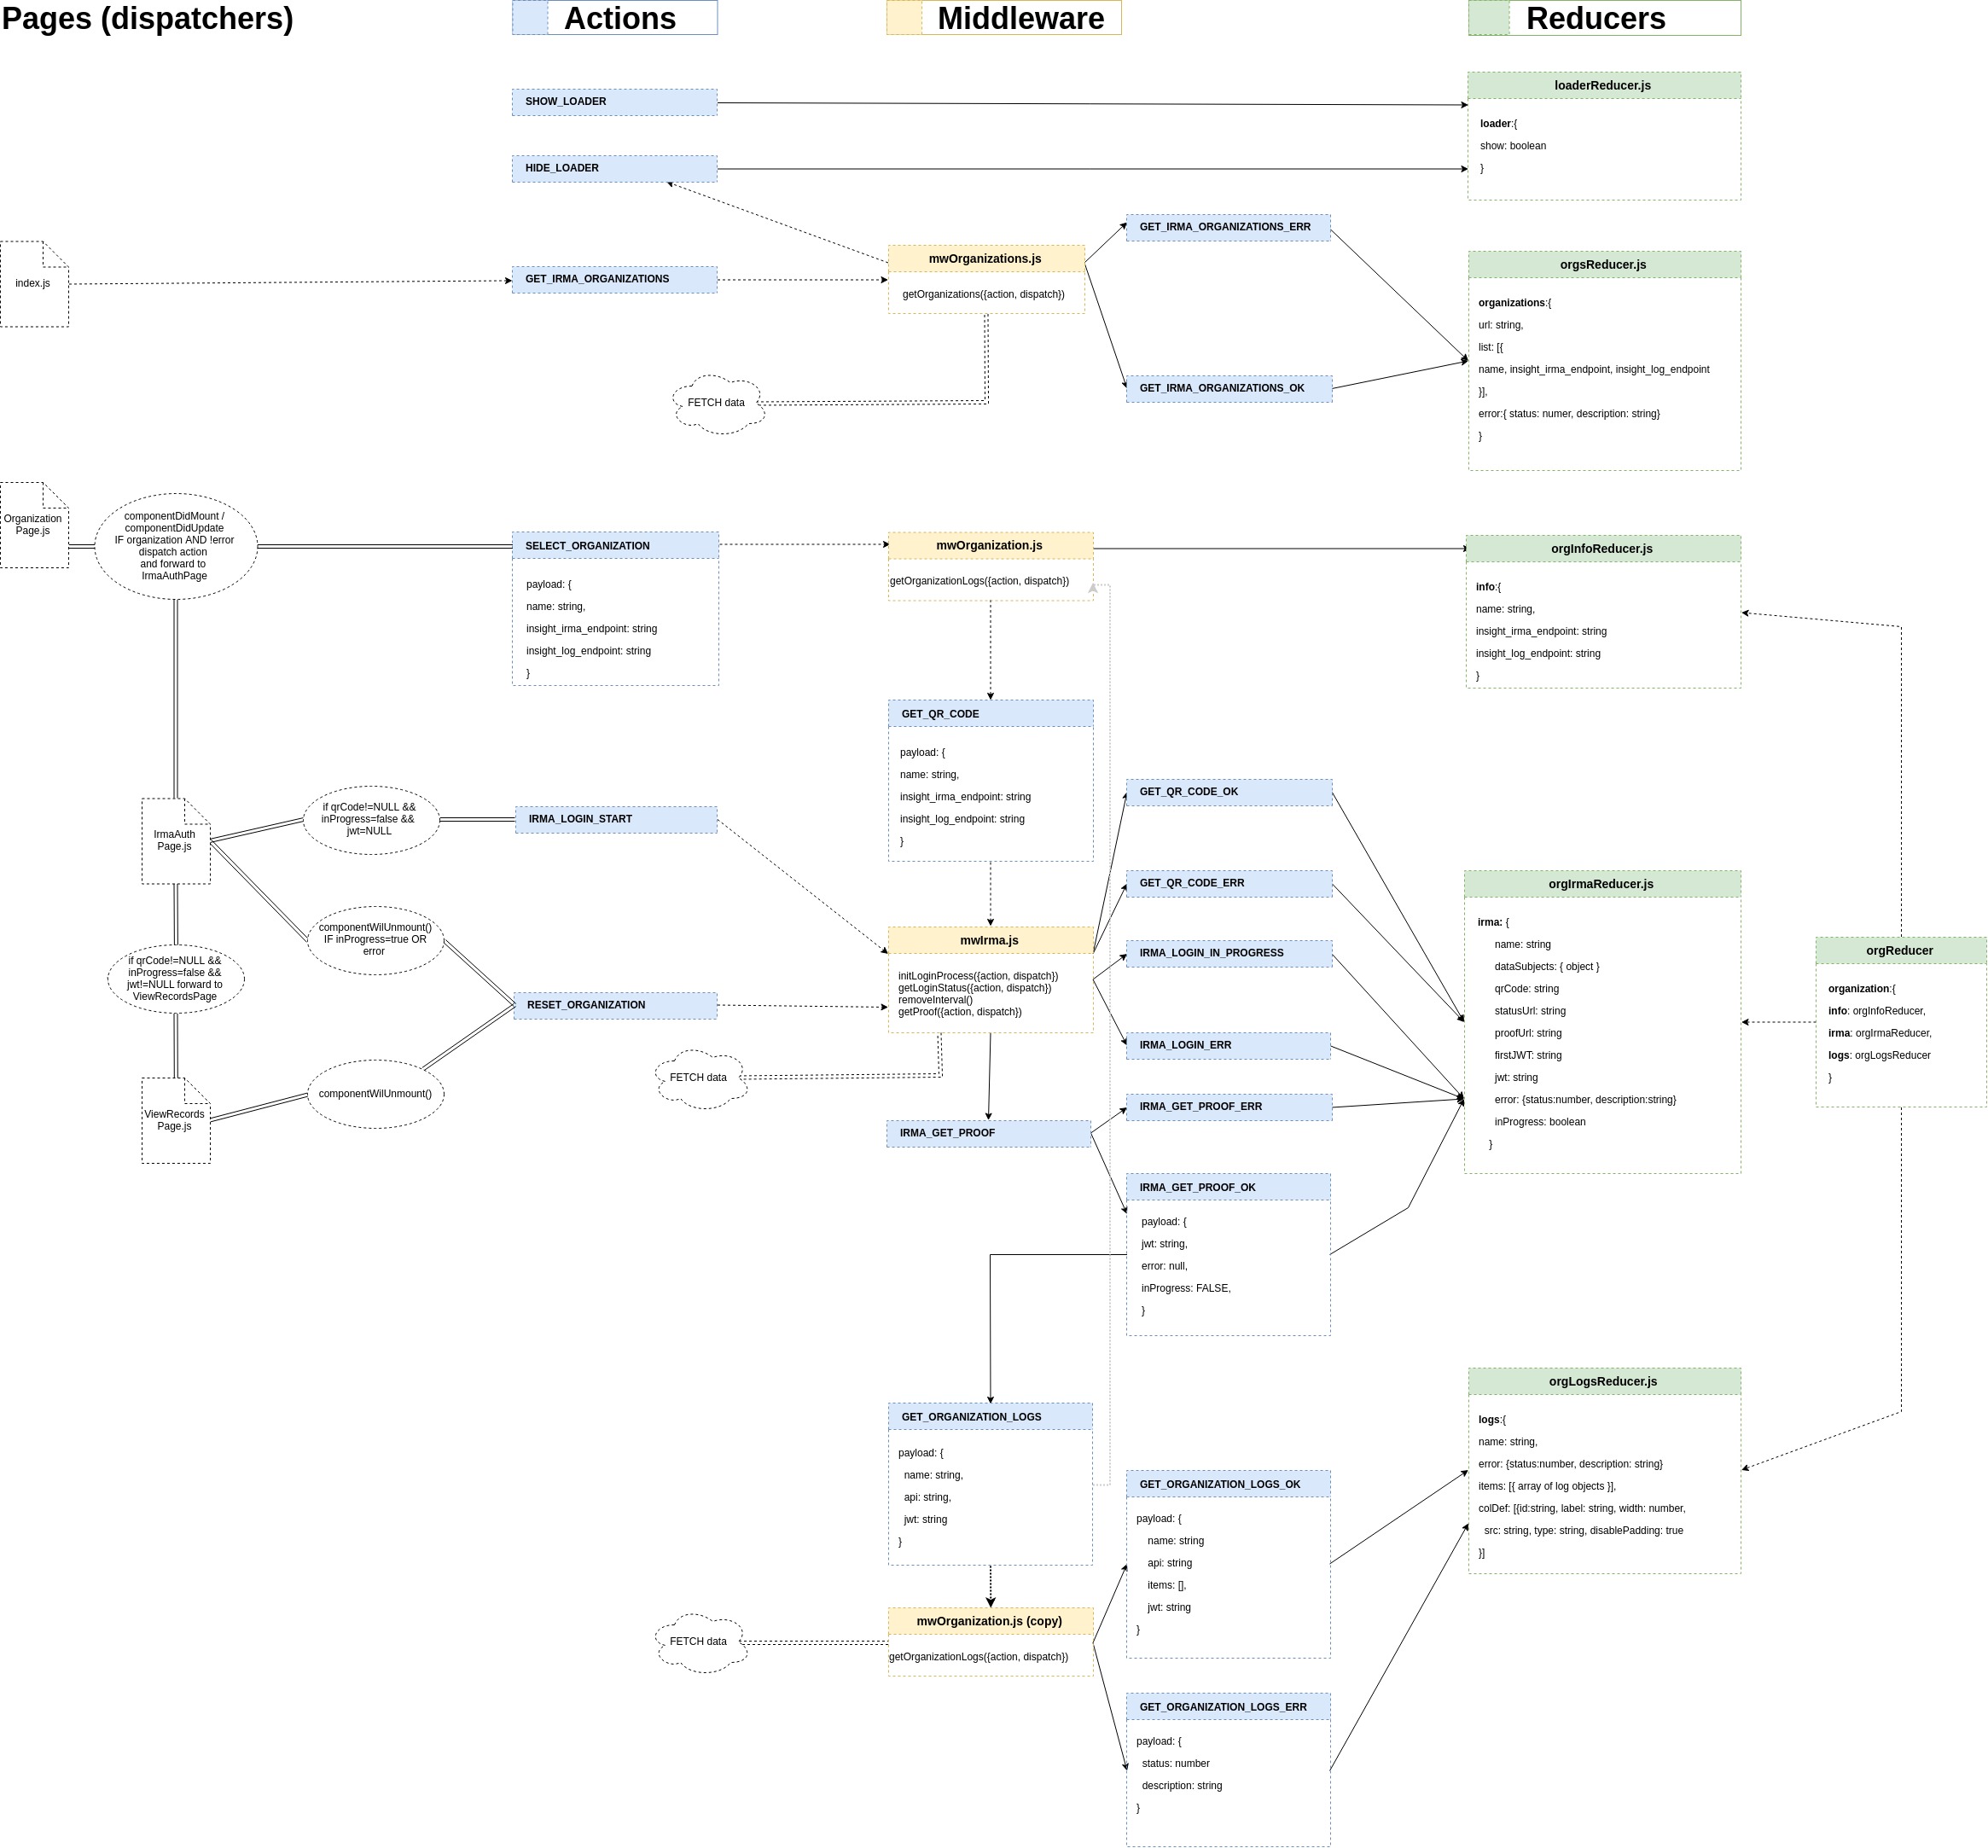 Pages (dispatchers)
Actions
Middleware
Reducers
SHOW_LOADER
loaderReducer.js
loader:{
show: boolean
}
HIDE_LOADER
index.js
GET_IRMA_ORGANIZATIONS
mwOrganizations.js
getOrganizations({action, dispatch})
GET_IRMA_ORGANIZATIONS_ERR
GET_IRMA_ORGANIZATIONS_OK
FETCH data
orgsReducer.js
organizations:{
url: string,
list: [{
name, insight_irma_endpoint, insight_log_endpoint
}],
error:{ status: numer, description: string}
}
Organization
Page.js
componentDidMount /
componentDidUpdate
IF organization AND !error
dispatch action
and forward to
IrmaAuthPage
SELECT_ORGANIZATION
payload: {
name: string,
insight_irma_endpoint: string
insight_log_endpoint: string
}
mwOrganization.js
getOrganizationLogs({action, dispatch})
orgInfoReducer.js
info:{
name: string,
insight_irma_endpoint: string
insight_log_endpoint: string
}
GET_QR_CODE
payload: {
name: string,
insight_irma_endpoint: string
insight_log_endpoint: string
}
IrmaAuth
Page.js
if qrCode!=NULL &&
inProgress=false &&
jwt=NULL
IRMA_LOGIN_START
componentWilUnmount()
IF inProgress=true OR
error
if qrCode!=NULL &&
inProgress=false &&
jwt!=NULL forward to
ViewRecordsPage
RESET_ORGANIZATION
ViewRecords
Page.js
componentWilUnmount()
mwIrma.js
initLoginProcess({action, dispatch})
getLoginStatus({action, dispatch})
removeInterval()
getProof({action, dispatch})
FETCH data
IRMA_GET_PROOF
GET_QR_CODE_OK
GET_QR_CODE_ERR
IRMA_LOGIN_IN_PROGRESS
IRMA_LOGIN_ERR
IRMA_GET_PROOF_ERR
IRMA_GET_PROOF_OK
payload: {
jwt: string,
error: null,
inProgress: FALSE,
}
orgIrmaReducer.js
irma: {
name: string
dataSubjects: { object }
qrCode: string
statusUrl: string
proofUrl: string
firstJWT: string
jwt: string
error: {status:number, description:string}
inProgress: boolean
}
orgReducer
organization:{
info: orgInfoReducer,
irma: orgIrmaReducer,
logs: orgLogsReducer
}
GET_ORGANIZATION_LOGS
payload: {
name: string,
api: string,
jwt: string
}
orgLogsReducer.js
logs:{
name: string,
error: {status:number, description: string}
items: [{ array of log objects }],
colDef: [{id:string, label: string, width: number,
src: string, type: string, disablePadding: true
}]
GET_ORGANIZATION_LOGS_OK
payload: {
name: string
api: string
items: [],
jwt: string
}
FETCH data
mwOrganization.js (copy)
getOrganizationLogs({action, dispatch})
GET_ORGANIZATION_LOGS_ERR
payload: {
status: number
description: string
}